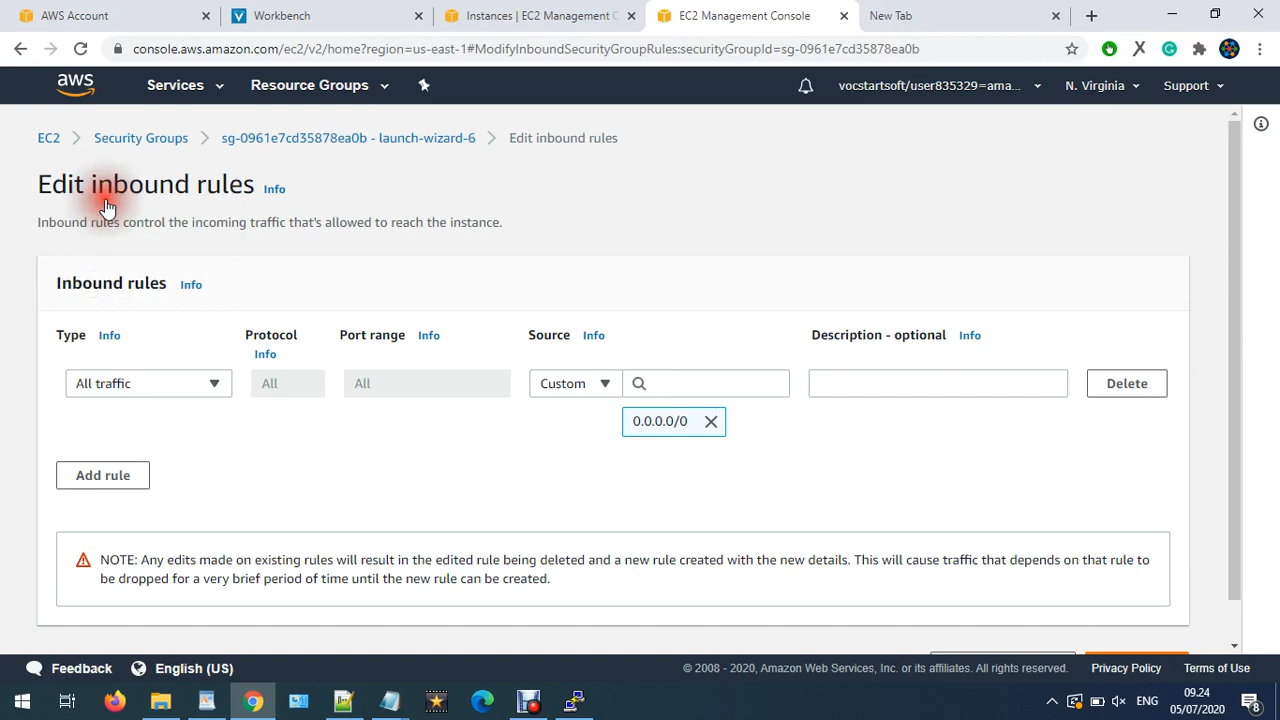 AWS Account
Workbench
Instances | EC2 Management C
EC2 Management Console
New Tab
console.aws.amazon.com/ec2/v2/home?region=us-east-1#ModifyInboundSecurityGroupRules:securityGroupId=sg-0961e7cd35878ea0b
aws
Services
Resource Groups
vocstartsoft/user835329=ama...
N. Virginia
Support
EC2
Security Groups
sg-0961e7cd35878ea0b - launch-wizard-6
Edit inbound rules
Edit inbound rules Info
Inbound rules control the incoming traffic that's allowed to reach the instance.
Inbound rules Info
Type Info
Protocol Info
Port range Info
Source Info
Description - optional Info
All traffic
All
All
Custom
Delete
0.0.0.0/0
Add rule
NOTE: Any edits made on existing rules will result in the edited rule being deleted and a new rule created with the new details. This will cause traffic that depends on that rule to
be dropped for a very brief period of time until the new rule can be created.
Feedback
English (US)
© 2008 - 2020, Amazon Web Services, Inc. or its affiliates. All rights reserved.
Privacy Policy
Terms of Use
ENG
09.24
05/07/2020
8